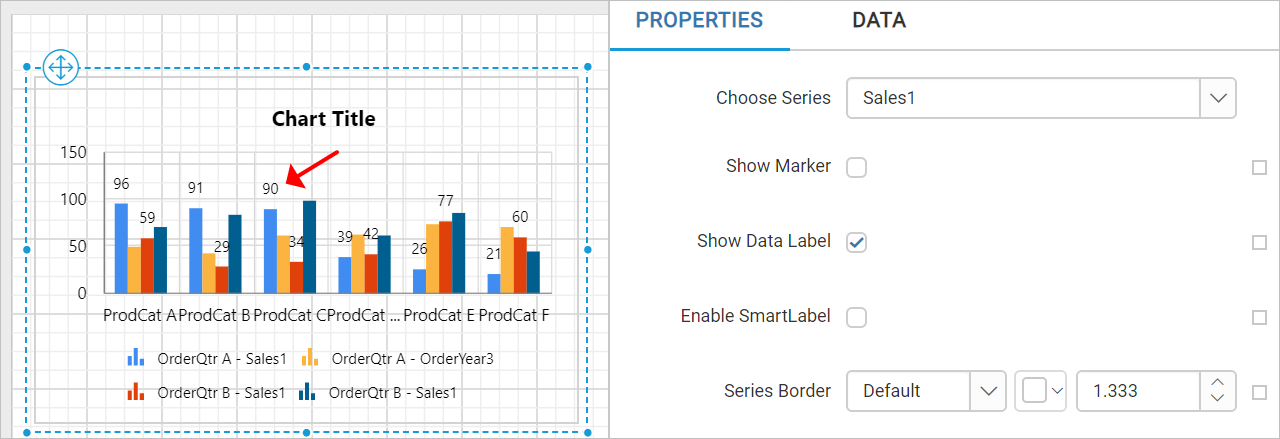 Chart Title
150
100
50
0
96
59
91
29
90
34
39
42
26
77
21
60
ProdCat A ProdCat B ProdCat C ProdCat ... ProdCat E ProdCat F
OrderQtr A - Sales1 OrderQtr A - OrderYear3
OrderQtr B - Sales1 OrderQtr B - Sales1
PROPERTIES DATA
Choose Series Sales1
Show Marker
Show Data Label
Enable SmartLabel
Series Border Default 1.333